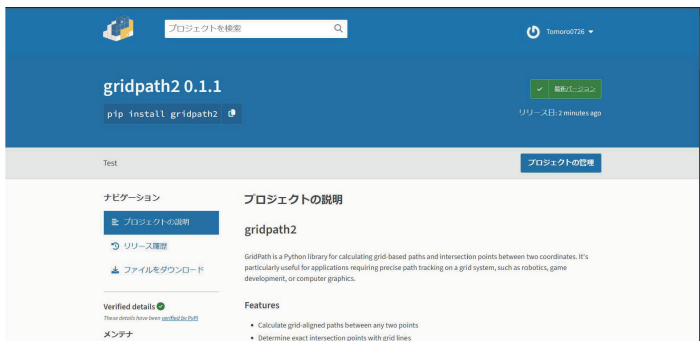 プロジェクトを検索
Tomoro0726
gridpath2 0.1.1
pip install gridpath2
最新バージョン
リリース日: 2 minutes ago
Test
プロジェクトの管理
ナビゲーション
プロジェクトの説明
リリース履歴
ファイルをダウンロード
Verified details
These details have been verified by PyPI
メンテナ
プロジェクトの説明
gridpath2
GridPath is a Python library for calculating grid-based paths and intersection points between two coordinates. It's
particularly useful for applications requiring precise path tracking on a grid system, such as robotics, game
development, or computer graphics.
Features
Calculate grid-aligned paths between any two points
Determine exact intersection points with grid lines